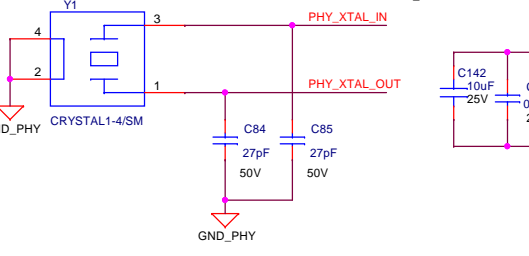 Y1
4
3
PHY_XTAL_IN
2
1
PHY_XTAL_OUT
CRYSTAL1-4/SM
C84
C85
27pF
27pF
50V
50V
GND_PHY
C142
10uF
25V